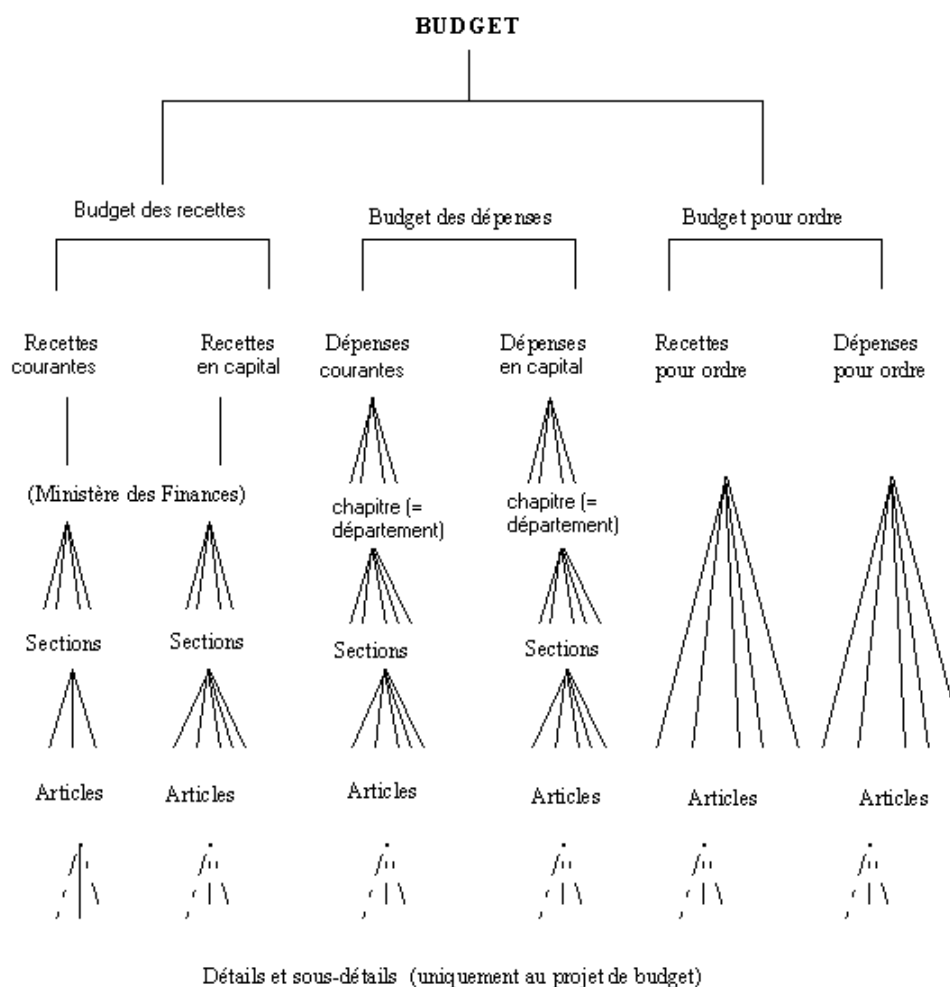 BUDGET
Budget des recettes
Budget des dépenses
Budget pour ordre
Recettes
courantes
Recettes
en capital
Dépenses
courantes
Dépenses
en capital
Recettes
pour ordre
Dépenses
pour ordre
(Ministère des Finances)
chapitre (=
département)
chapitre (=
département)
Sections
Sections
Sections
Sections
Articles
Articles
Articles
Articles
Articles
Articles
Détails et sous-détails (uniquement au projet de budget)